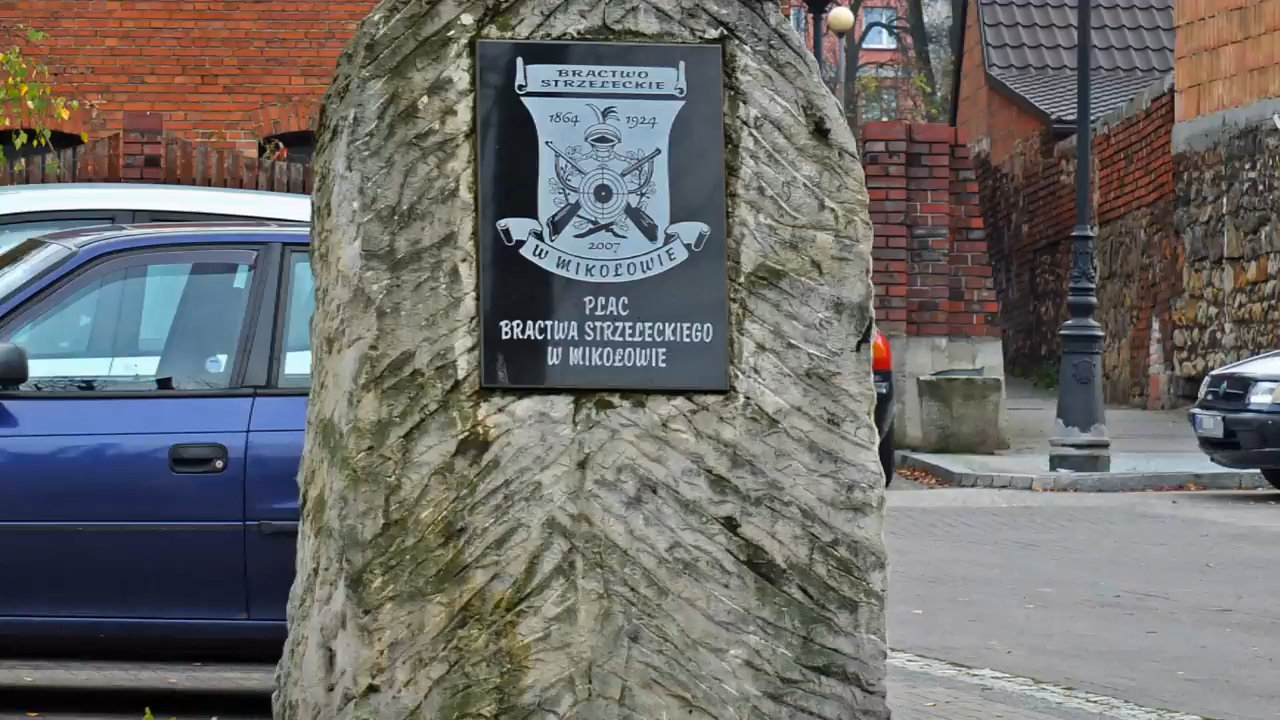 BRACTWO
STRZELECKIE
1864 1924
2007
W MIKOŁOWIE
PLAC
BRACTWA STRZELECKIEGO
W MIKOŁOWIE